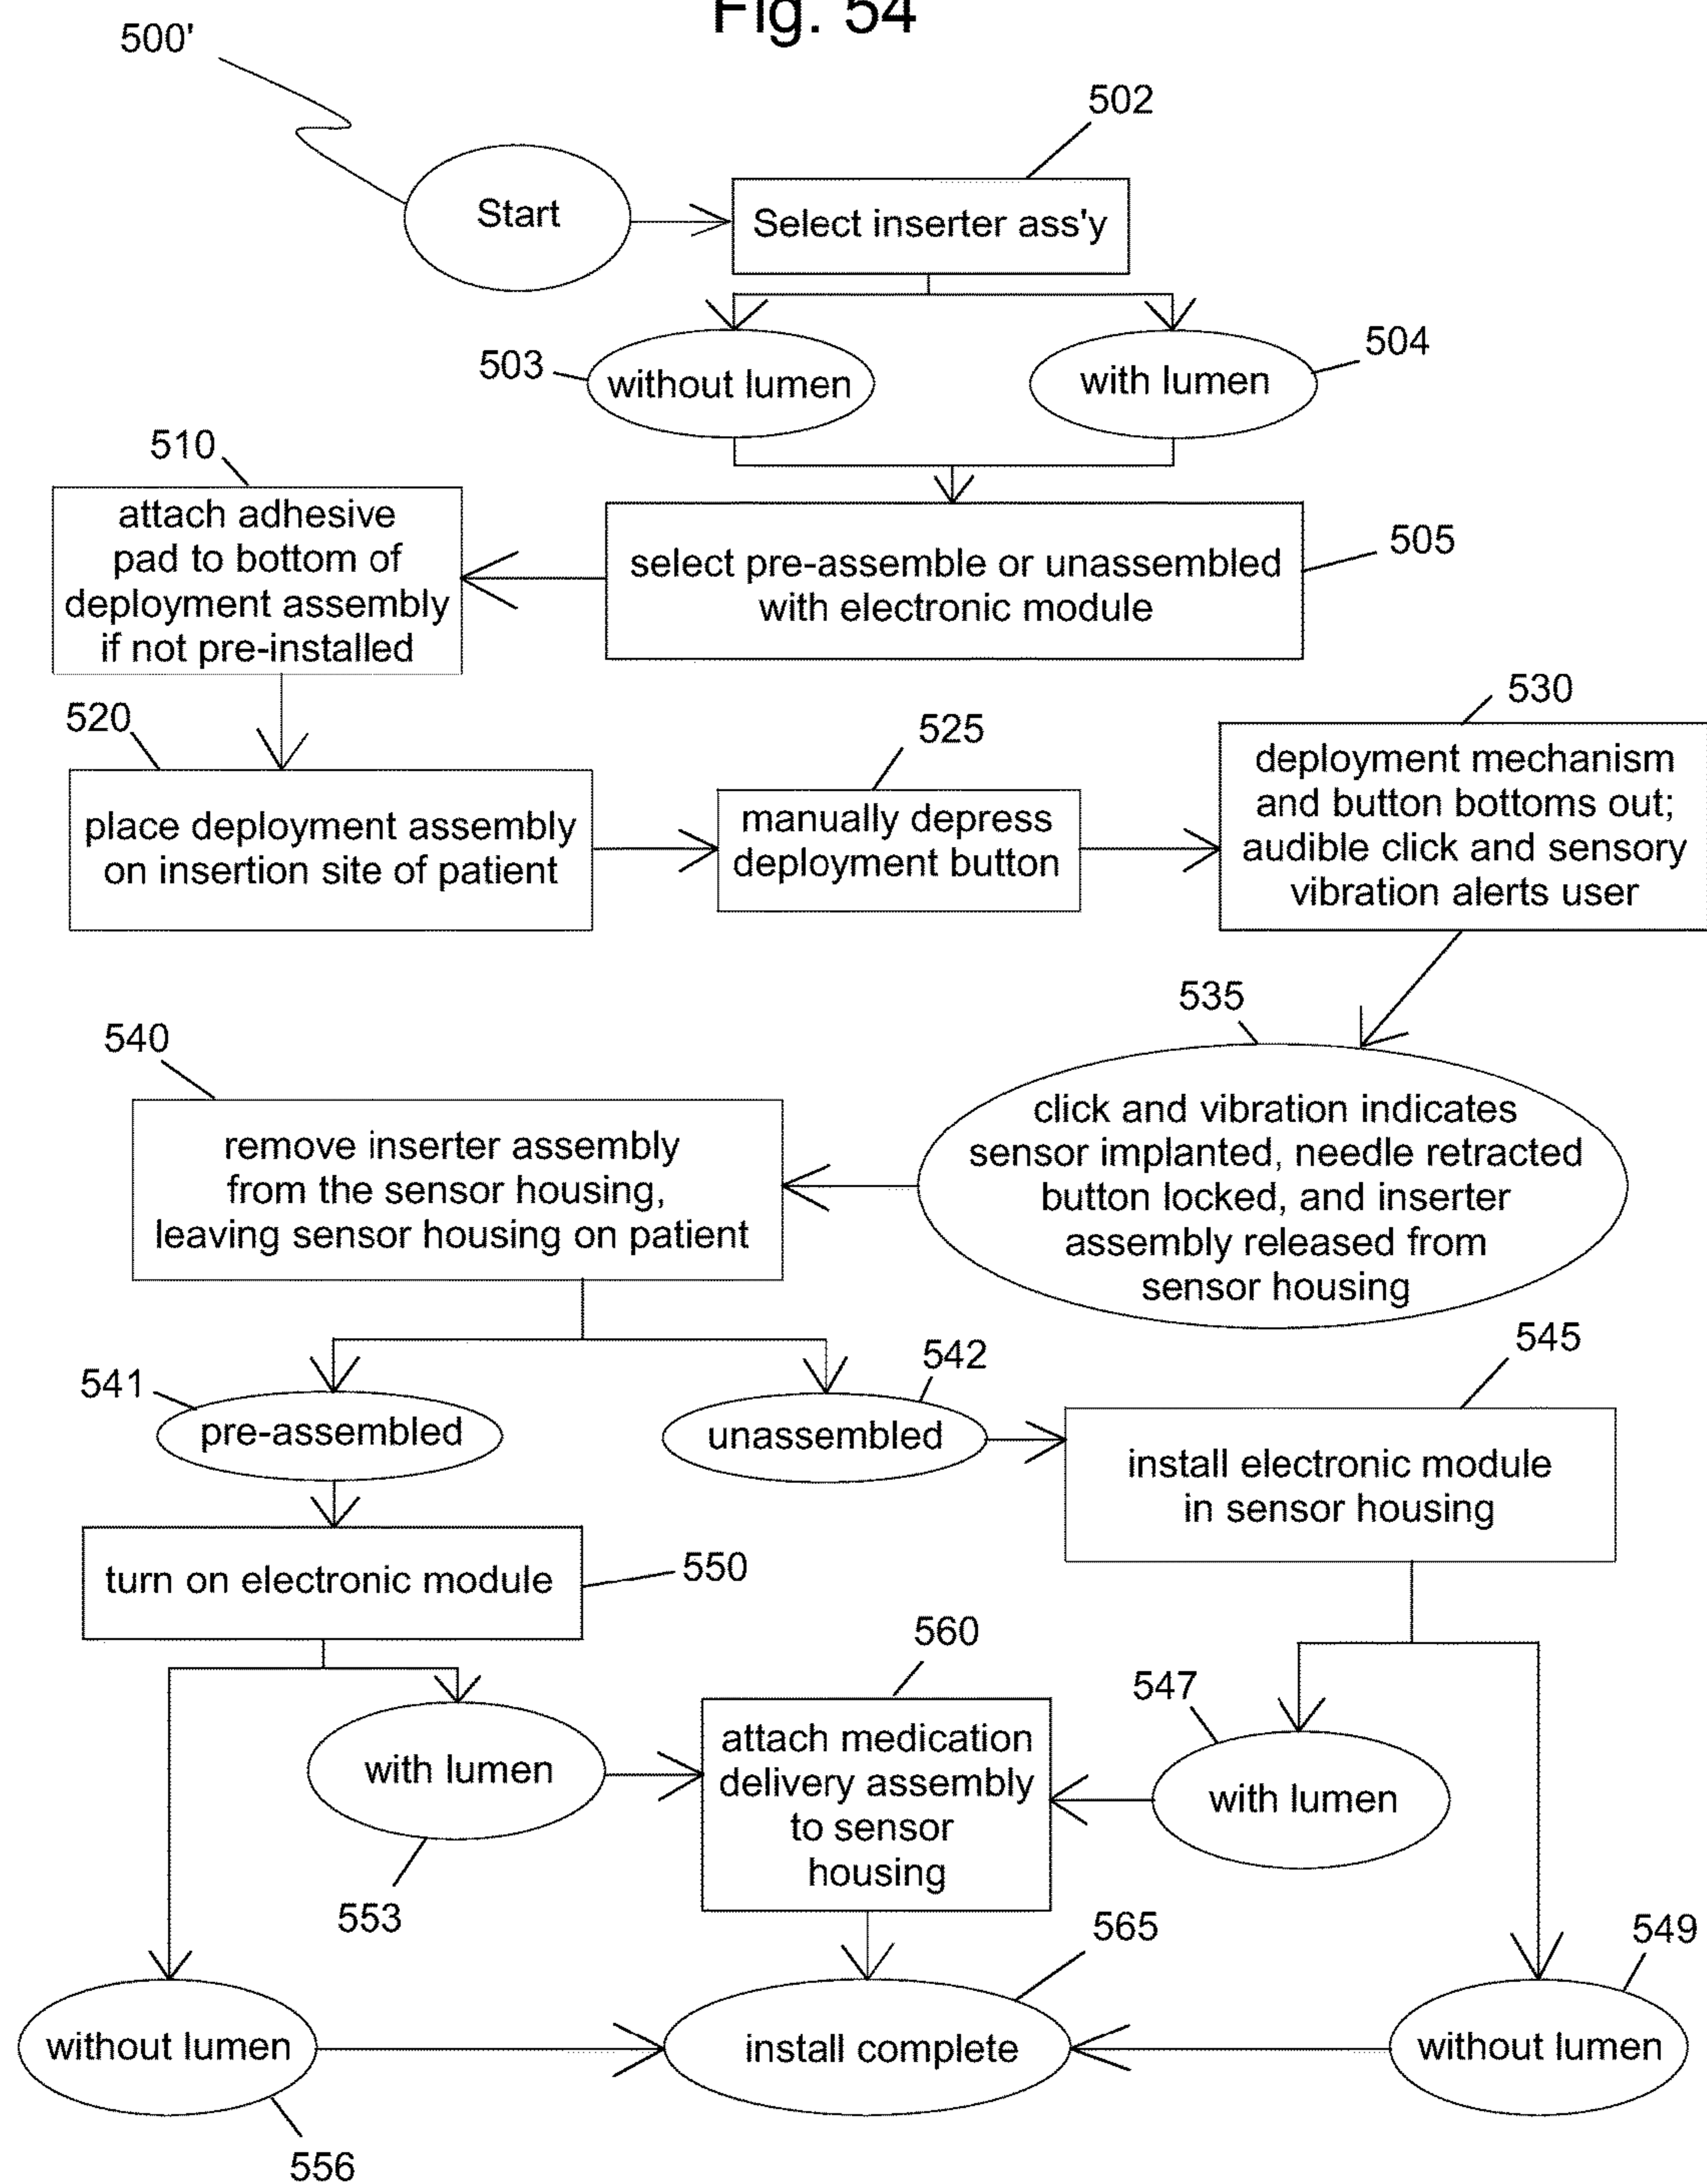 Fig. 54
500'
502
Start
Select inserter ass'y
503
without lumen
with lumen
504
510
attach adhesive
pad to bottom of
deployment assembly
if not pre-installed
select pre-assemble or unassembled
with electronic module
505
520
place deployment assembly
on insertion site of patient
525
manually depress
deployment button
530
deployment mechanism
and button bottoms out;
audible click and sensory
vibration alerts user
535
click and vibration indicates
sensor implanted, needle retracted
button locked, and inserter
assembly released from
sensor housing
540
remove inserter assembly
from the sensor housing,
leaving sensor housing on patient
541
pre-assembled
542
unassembled
545
install electronic module
in sensor housing
turn on electronic module
550
560
attach medication
delivery assembly
to sensor
housing
547
with lumen
with lumen
553
565
549
without lumen
install complete
without lumen
556